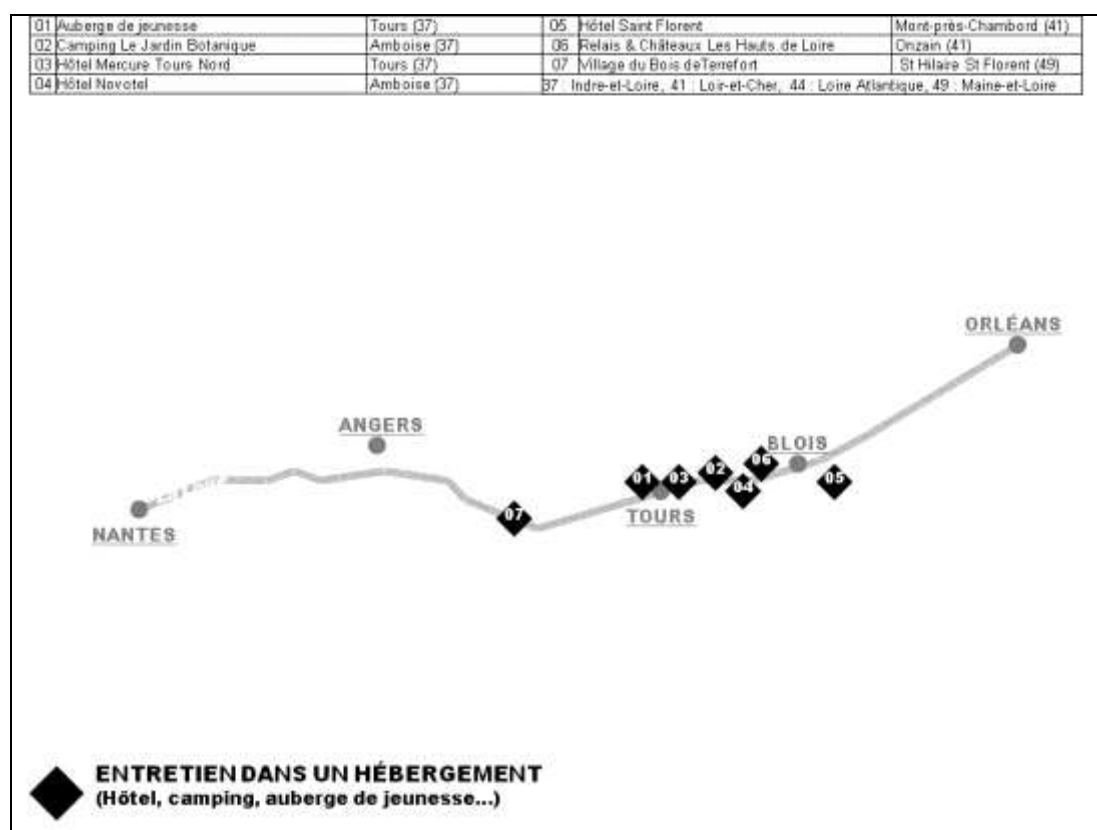 01 Auberge de jeunesse Tours (37) 05 Hôtel Saint Florent Mont-près-Chambord (41)
02 Camping Le Jardin Botanique Amboise (37) 06 Relais & Châteaux Les Hauts de Loire Onzain (41)
03 Hôtel Mercure Tours Nord Tours (37) 07 Village du Bois deTerrefort St Hilaire St Florent (49)
04 Hôtel Novotel Amboise (37) 37 : Indre-et-Loire, 41 : Loir-et-Cher, 44 : Loire Atlantique, 49 : Maine-et-Loire
ORLÉANS
ANGERS
BLOIS
06
01
03
02
04
05
07
TOURS
NANTES
ENTRETIEN DANS UN HÉBERGEMENT
(Hôtel, camping, auberge de jeunesse...)